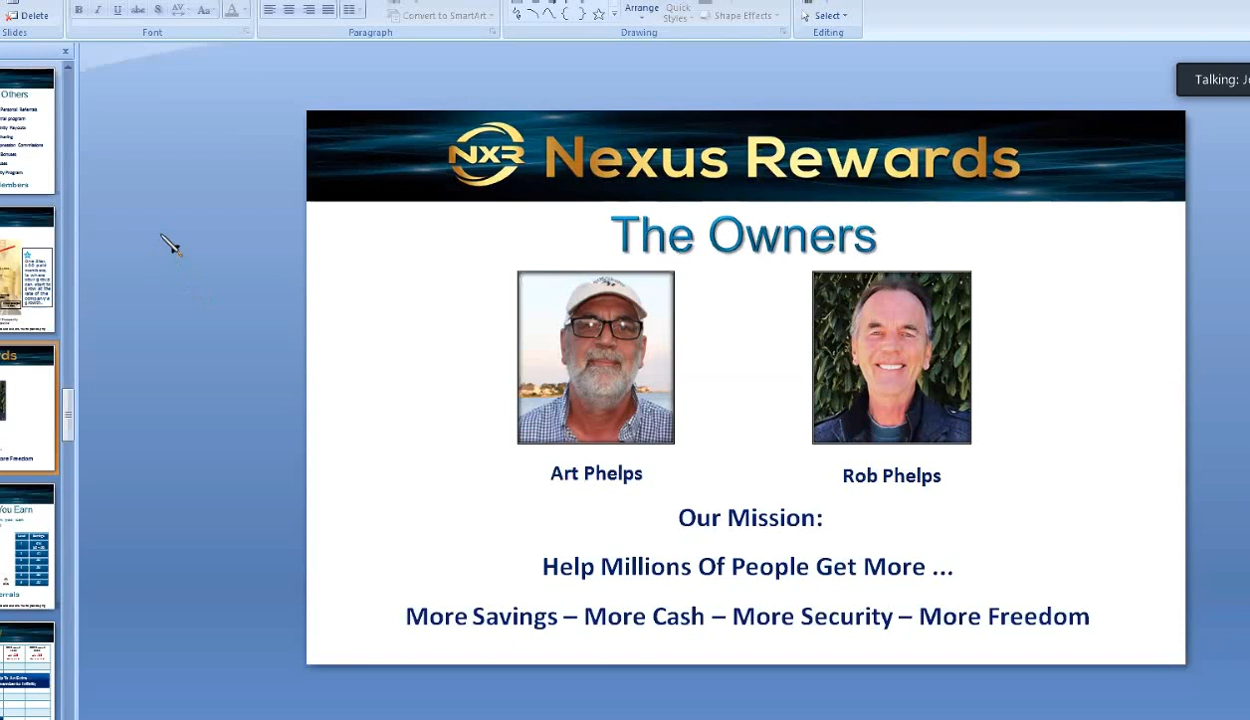 Delete
Slides
Font
Paragraph
Convert to SmartArt
Arrange
Quick
Styles
Shape Effects
Drawing
Select
Editing
Talking: Jo
Others
NXR Nexus Rewards
The Owners
Art Phelps
Rob Phelps
Our Mission:
Help Millions Of People Get More ...
More Savings – More Cash – More Security – More Freedom
You Earn